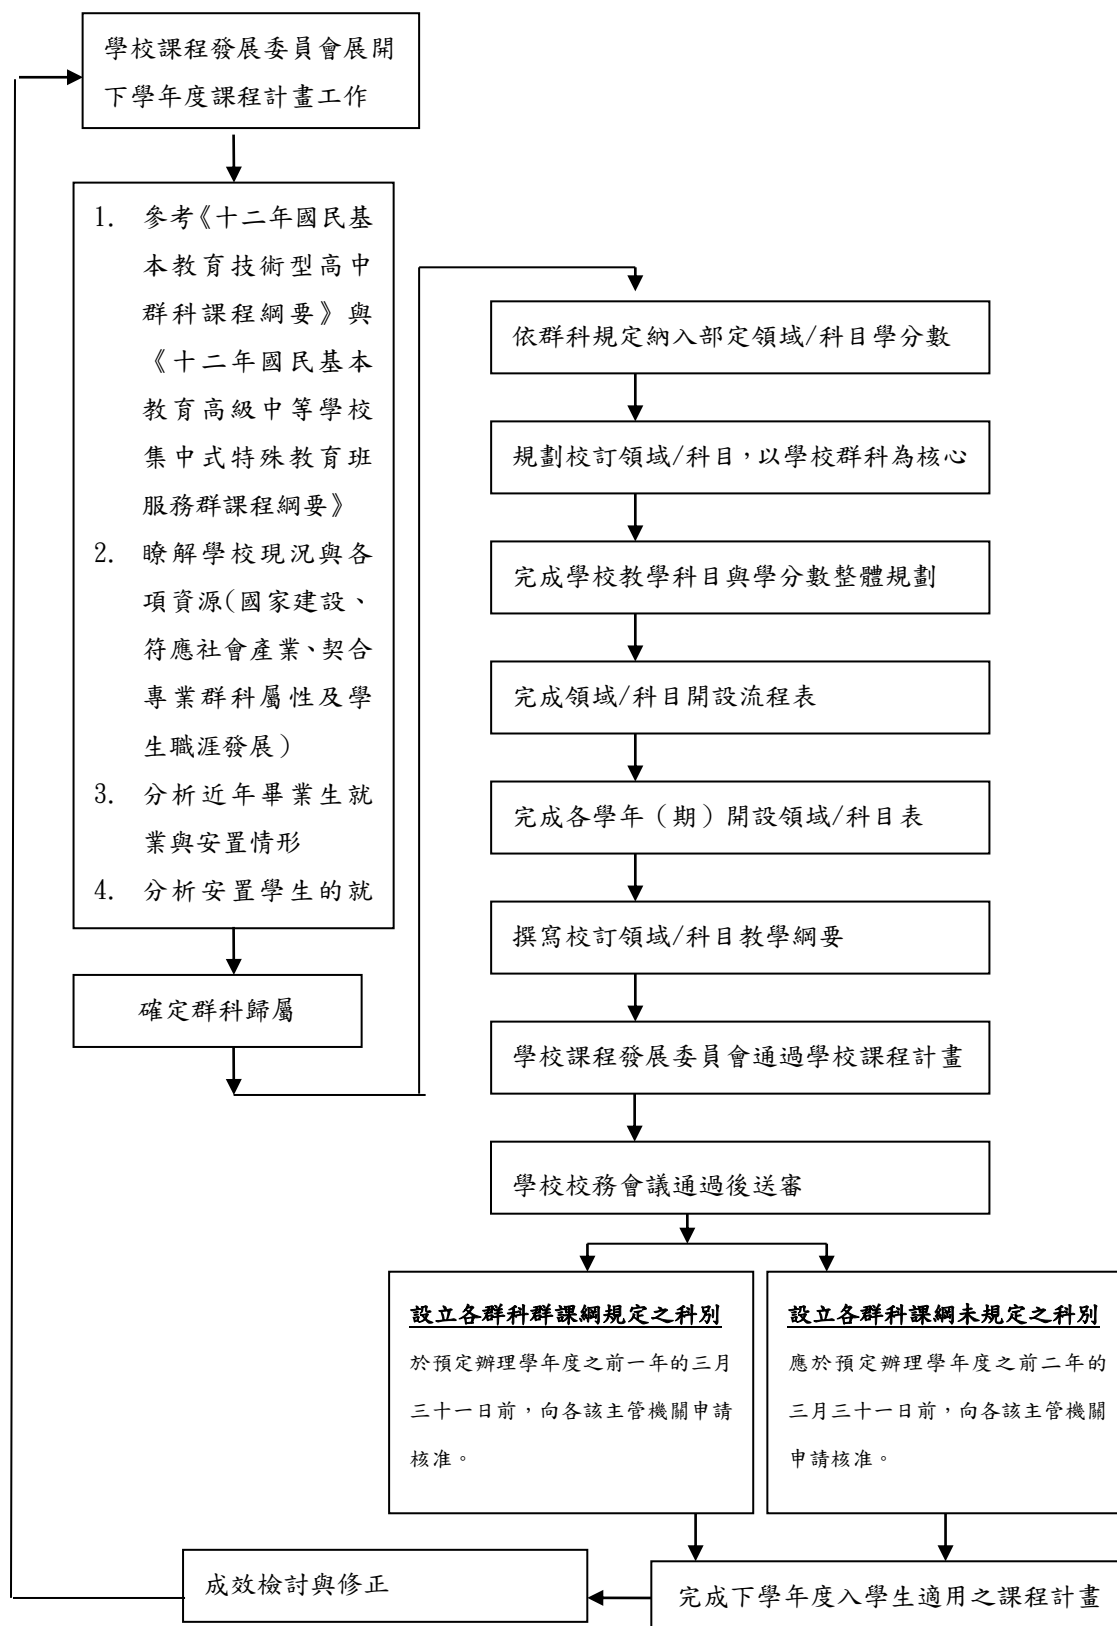 學校課程發展委員會展開
下學年度課程計畫工作
1. 參考《十二年國民基
本教育技術型高中
群科課程綱要》與
《十二年國民基本
教育高級中等學校
集中式特殊教育班
服務群課程綱要》
2. 瞭解學校現況與各
項資源(國家建設、
符應社會產業、契合
專業群科屬性及學
生職涯發展)
3. 分析近年畢業生就
業與安置情形
4. 分析安置學生的就
確定群科歸屬
依群科規定納入部定領域/科目學分數
規劃校訂領域/科目，以學校群科為核心
完成學校教學科目與學分數整體規劃
完成領域/科目開設流程表
完成各學年（期）開設領域/科目表
撰寫校訂領域/科目教學綱要
學校課程發展委員會通過學校課程計畫
學校校務會議通過後送審
設立各群科群課綱規定之科別
於預定辦理學年度之前一年的三月
三十一日前，向各該主管機關申請
核准。
設立各群科課綱未規定之科別
應於預定辦理學年度之前二年的
三月三十一日前，向各該主管機關
申請核准。
完成下學年度入學生適用之課程計畫
成效檢討與修正